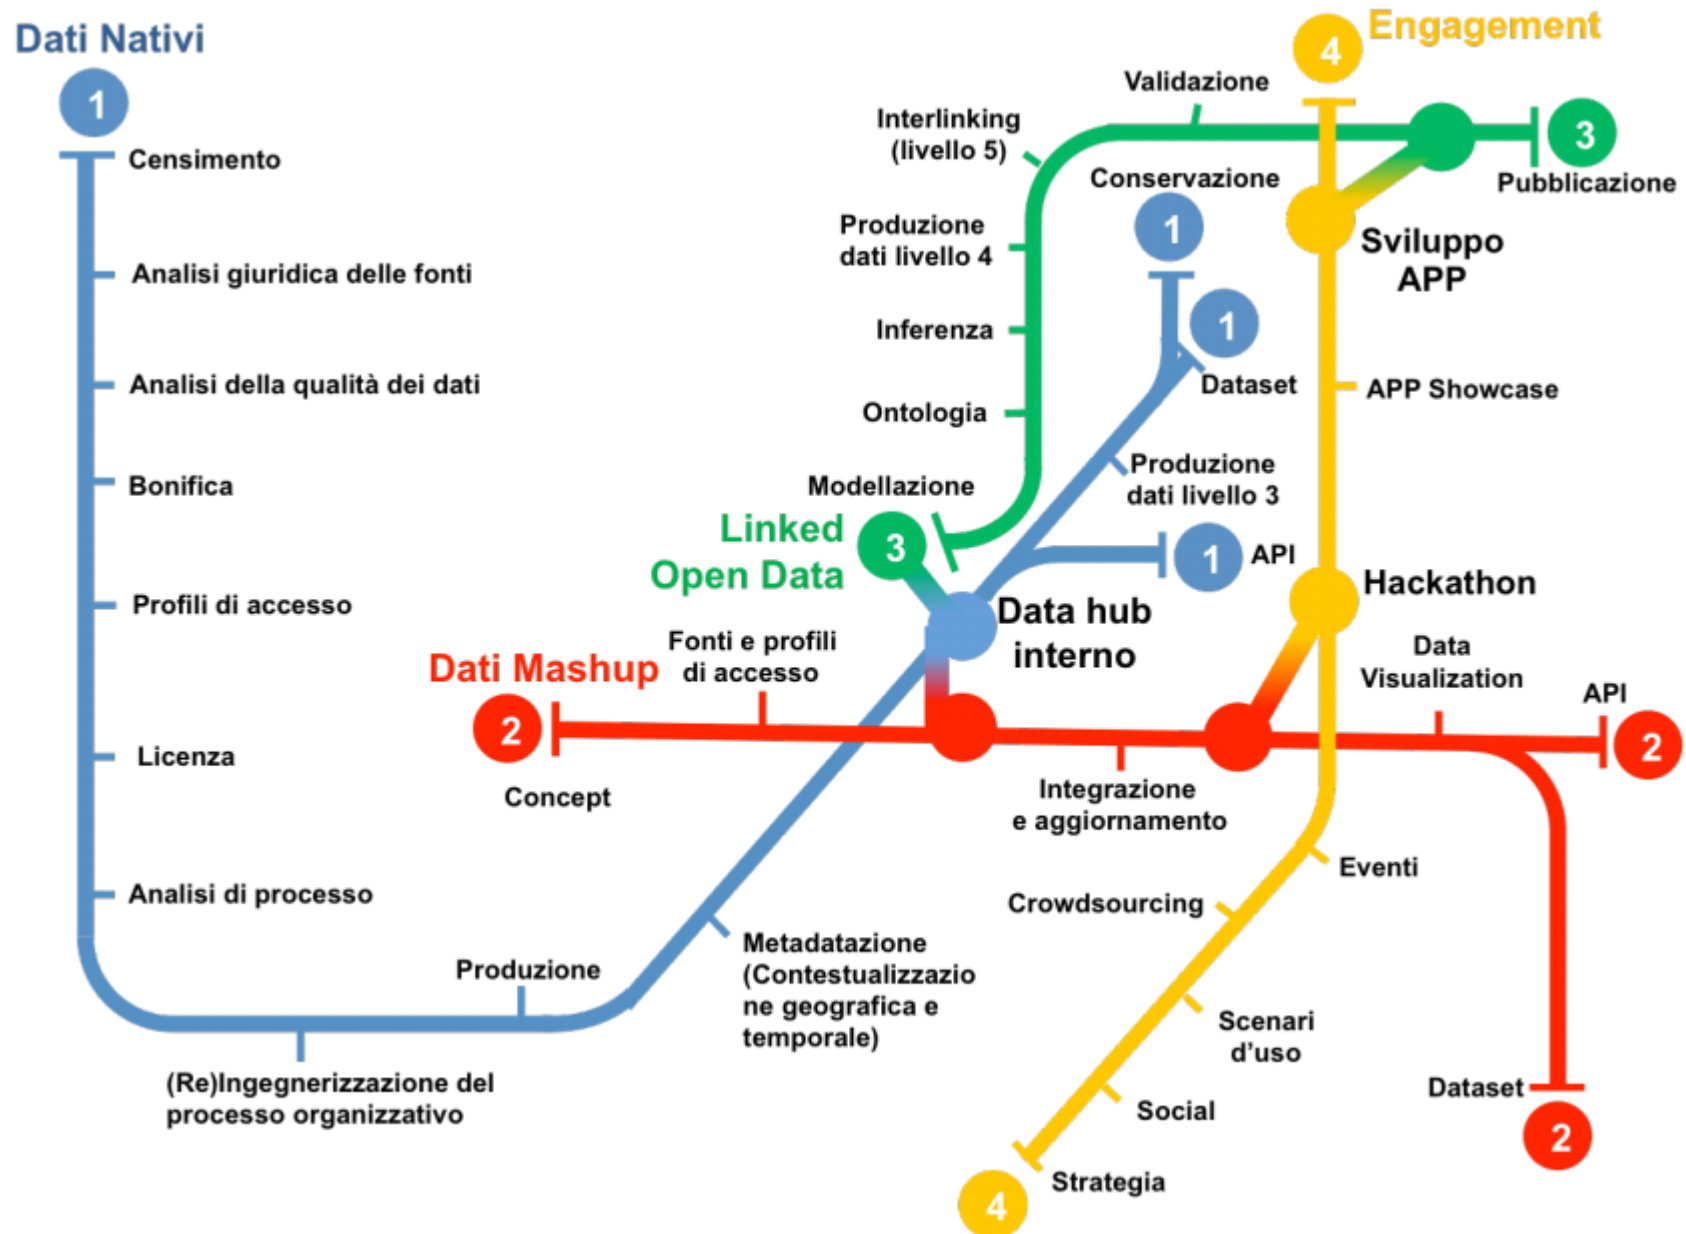 Dati Nativi
1
Censimento
Analisi giuridica delle fonti
Analisi della qualità dei dati
Bonifica
Profili di accesso
Licenza
Analisi di processo
(Re)Ingegnerizzazione del
processo organizzativo
Produzione
Metadatazione
(Contestualizzazio
ne geografica e
temporale)
Data hub
interno
API
1
Produzione
dati livello 3
Dataset
1
Conservazione
1
Dati Mashup
2
Concept
Fonti e profili
di accesso
Integrazione
e aggiornamento
Data
Visualization
API
2
Dataset
2
Linked
Open Data
3
Modellazione
Ontologia
Inferenza
Produzione
dati livello 4
Interlinking
(livello 5)
Validazione
3
Pubblicazione
Engagement
4
Sviluppo
APP
APP Showcase
Hackathon
Eventi
Crowdsourcing
Scenari
d'uso
Social
Strategia
4